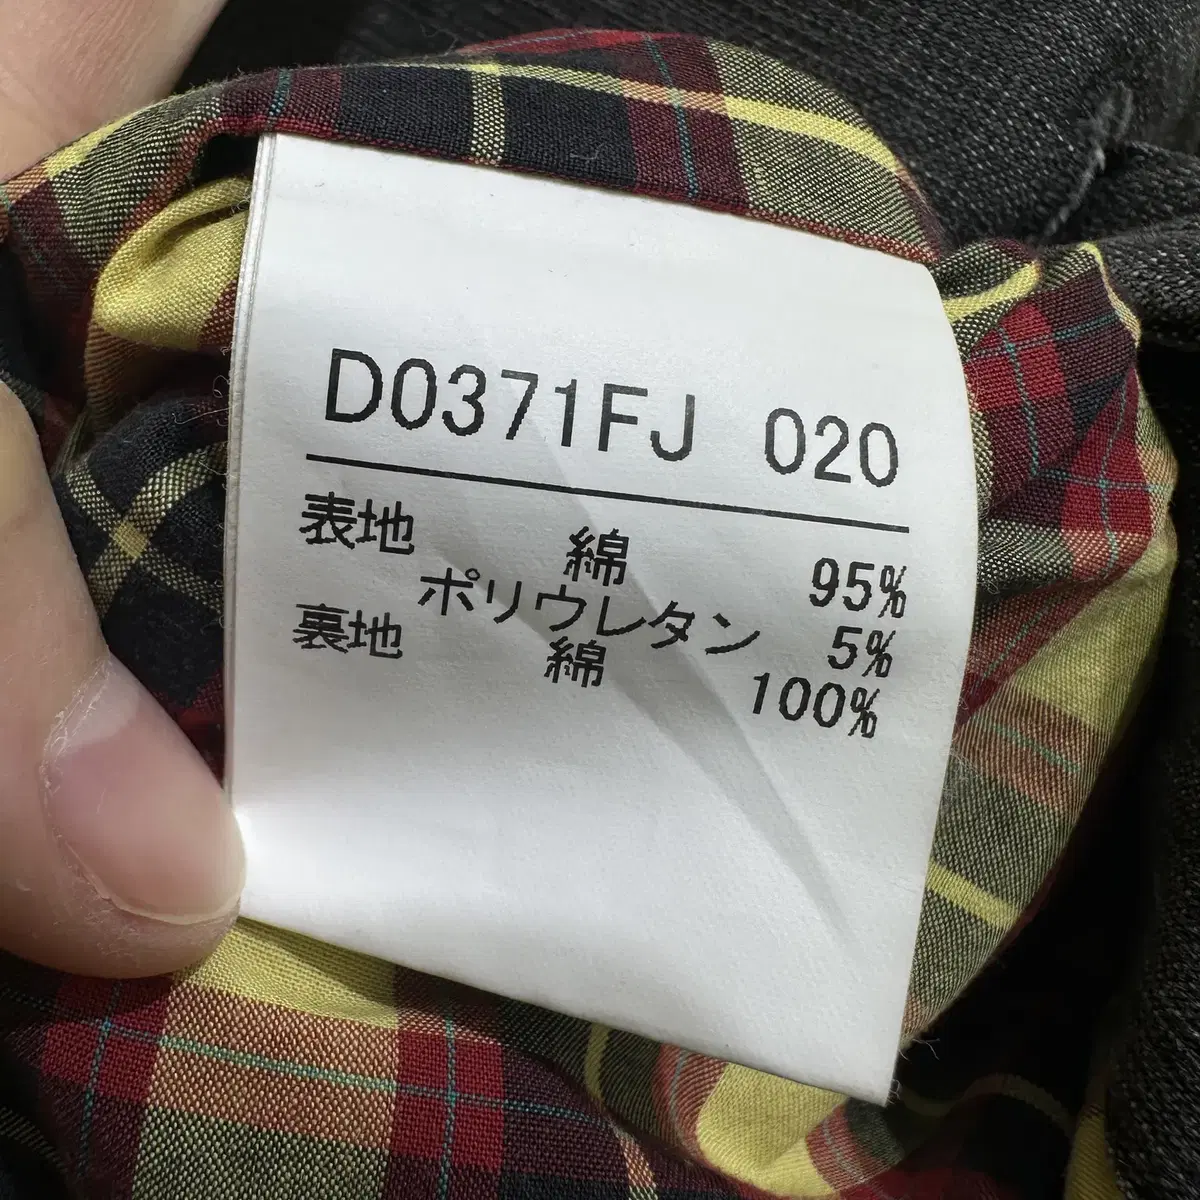 D0371FJ 020
表地 綿 95%
ポリウレタン 5%
裏地 綿 100%